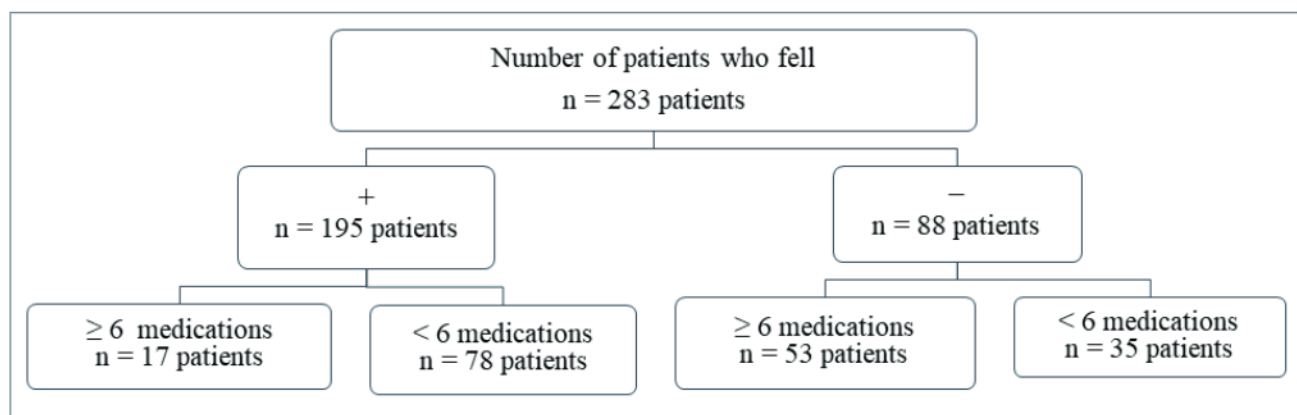 Number of patients who fell
n = 283 patients
+
n = 195 patients
−
n = 88 patients
≥ 6 medications
n = 17 patients
< 6 medications
n = 78 patients
≥ 6 medications
n = 53 patients
< 6 medications
n = 35 patients